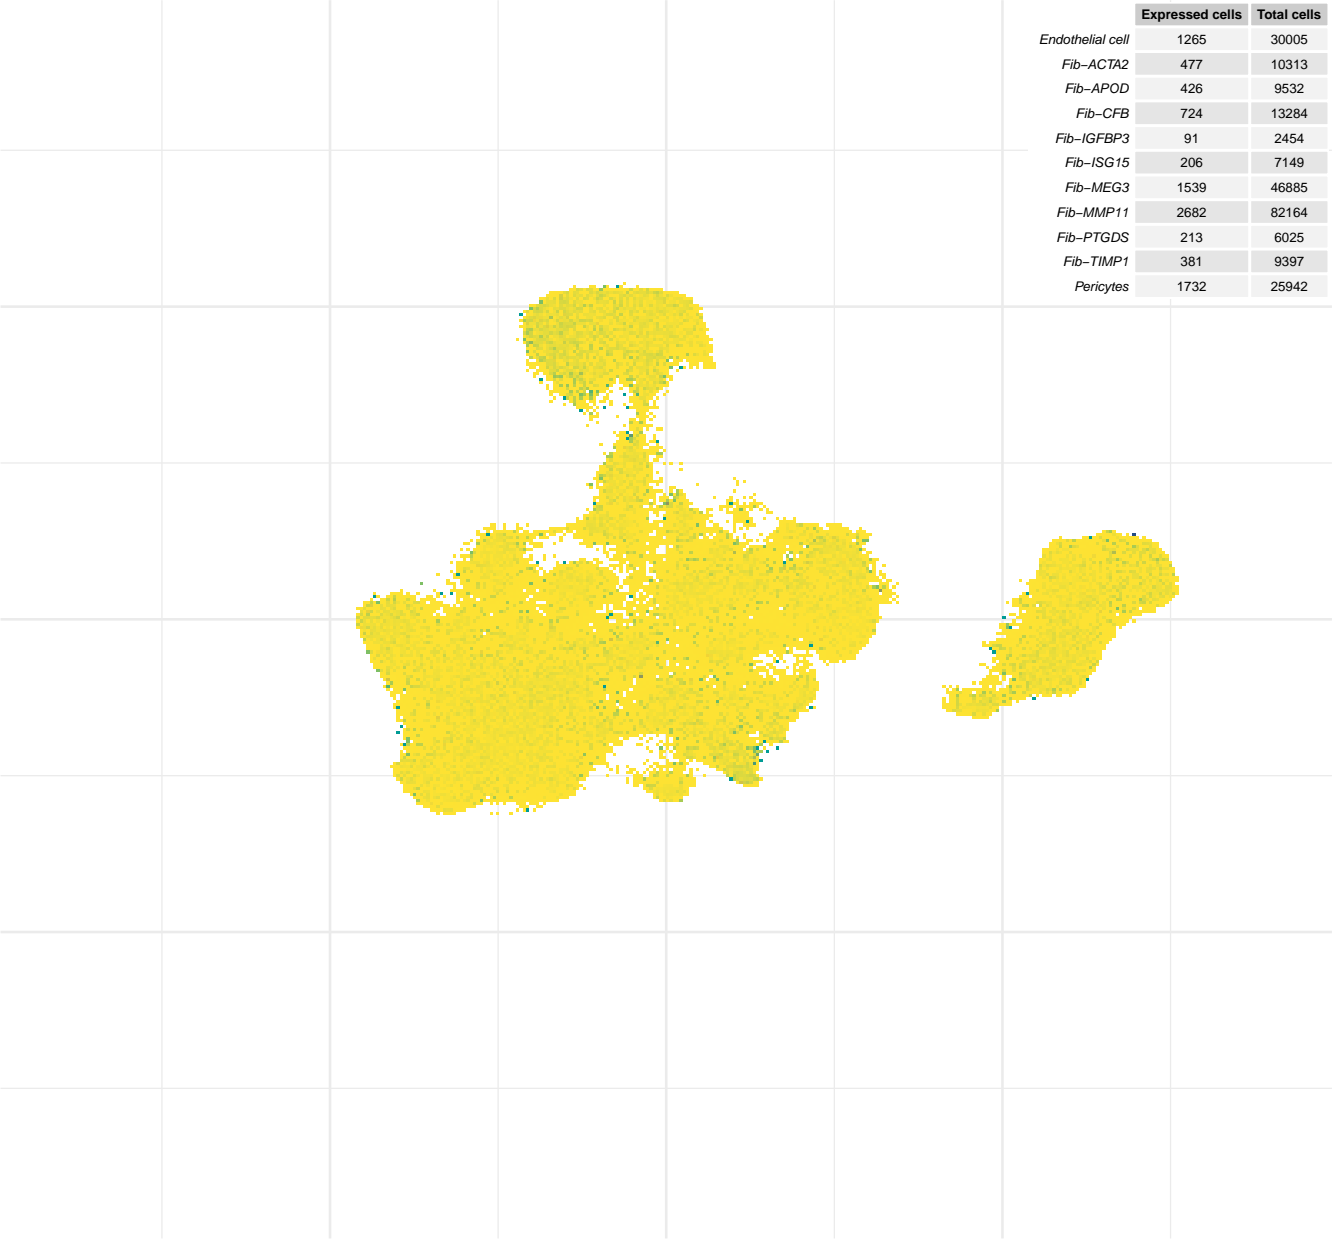 Expressed cells Total cells
Endothelial cell 1265 30005
Fib−ACTA2 477 10313
Fib−APOD 426 9532
Fib−CFB 724 13284
Fib−IGFBP3 91 2454
Fib−ISG15 206 7149
Fib−MEG3 1539 46885
Fib−MMP11 2682 82164
Fib−PTGDS 213 6025
Fib−TIMP1 381 9397
Pericytes 1732 25942